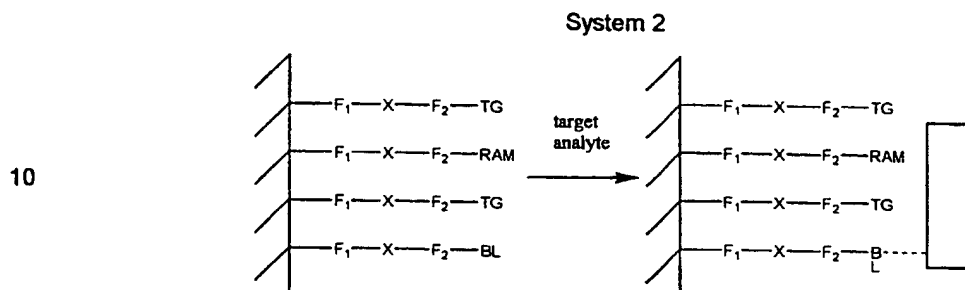 System 2
F₁—X—F₂—TG
F₁—X—F₂—TG
target
analyte
F₁—X—F₂—RAM
F₁—X—F₂—RAM
10
F₁—X—F₂—TG
F₁—X—F₂—TG
F₁—X—F₂—BL
F₁—X—F₂—B
L